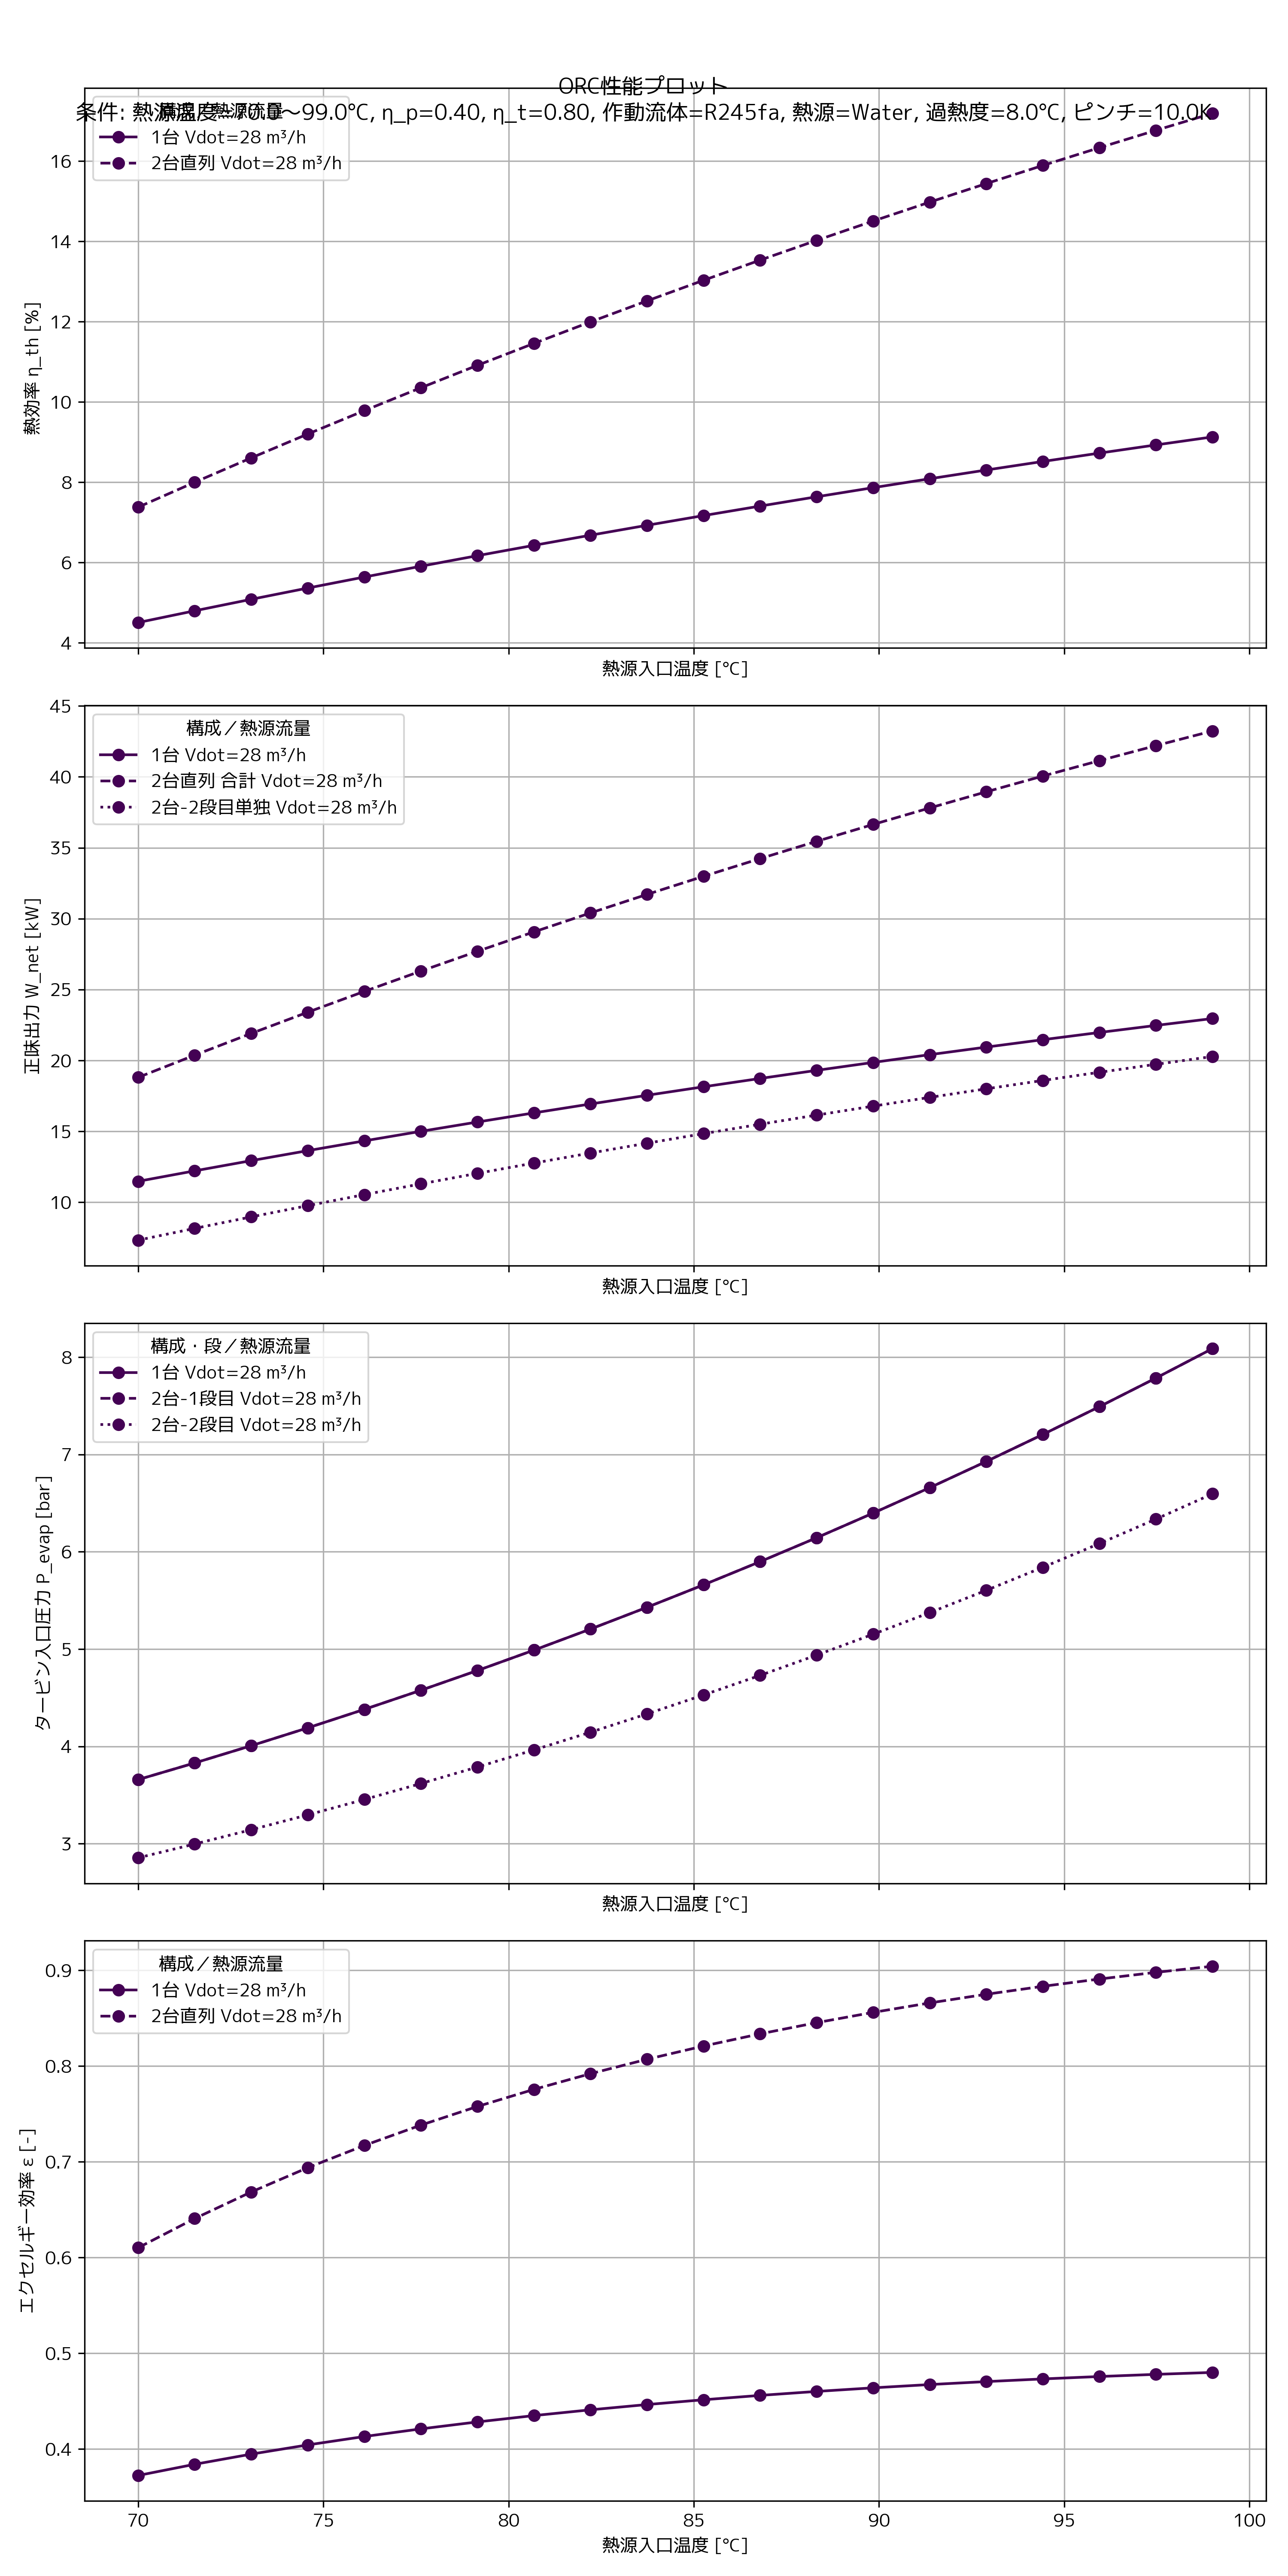 ORC性能プロット
条件: 熱源温度=70.0～99.0℃, η_p=0.40, η_t=0.80, 作動流体=R245fa, 熱源=Water, 過熱度=8.0℃, ピンチ=10.0K
構成／熱源流量
1台 Vdot=28 m³/h
2台直列 Vdot=28 m³/h
熱効率 η_th [%]
16
14
12
10
8
6
4
熱源入口温度 [℃]
構成／熱源流量
1台 Vdot=28 m³/h
2台直列 合計 Vdot=28 m³/h
2台-2段目単独 Vdot=28 m³/h
正味出力 W_net [kW]
45
40
35
30
25
20
15
10
熱源入口温度 [℃]
構成・段／熱源流量
1台 Vdot=28 m³/h
2台-1段目 Vdot=28 m³/h
2台-2段目 Vdot=28 m³/h
タービン入口圧力 P_evap [bar]
8
7
6
5
4
3
熱源入口温度 [℃]
構成／熱源流量
1台 Vdot=28 m³/h
2台直列 Vdot=28 m³/h
エクセルギー効率 ε [-]
0.9
0.8
0.7
0.6
0.5
0.4
70 75 80 85 90 95 100
熱源入口温度 [℃]